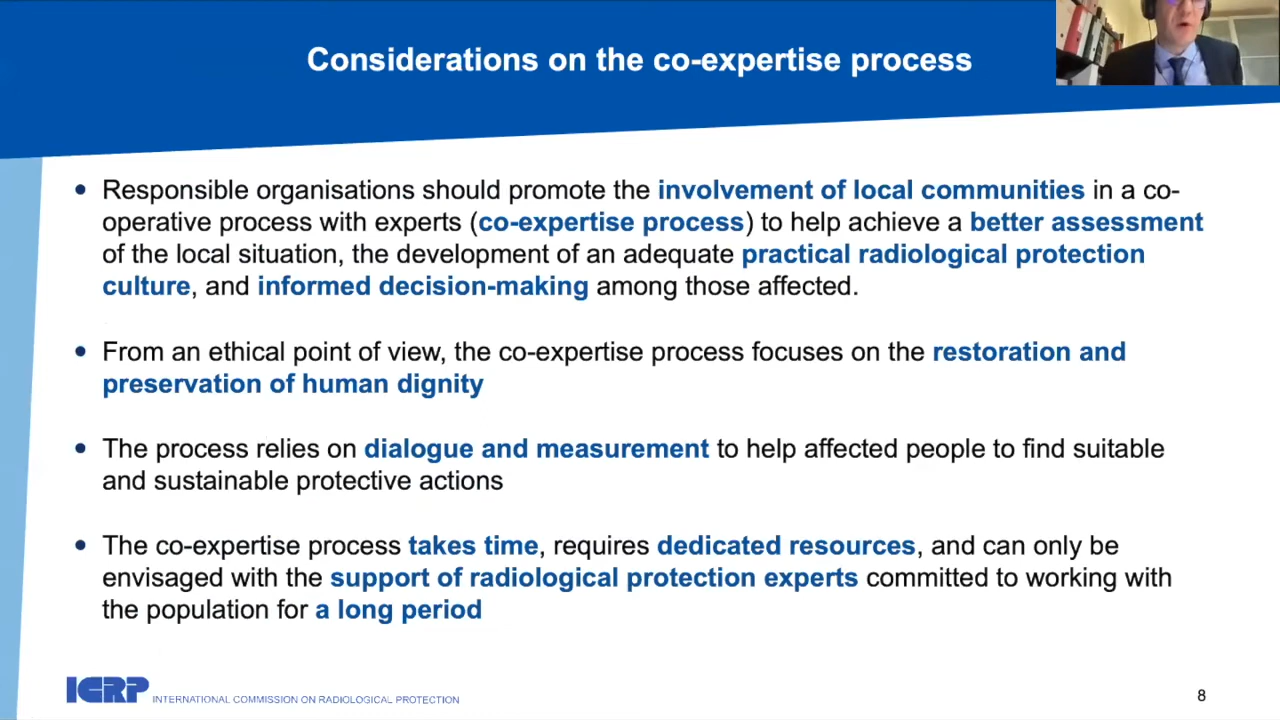 Considerations on the co-expertise process
• Responsible organisations should promote the involvement of local communities in a co-
operative process with experts (co-expertise process) to help achieve a better assessment
of the local situation, the development of an adequate practical radiological protection
culture, and informed decision-making among those affected.
• From an ethical point of view, the co-expertise process focuses on the restoration and
preservation of human dignity
• The process relies on dialogue and measurement to help affected people to find suitable
and sustainable protective actions
• The co-expertise process takes time, requires dedicated resources, and can only be
envisaged with the support of radiological protection experts committed to working with
the population for a long period
ICRP INTERNATIONAL COMMISSION ON RADIOLOGICAL PROTECTION
8